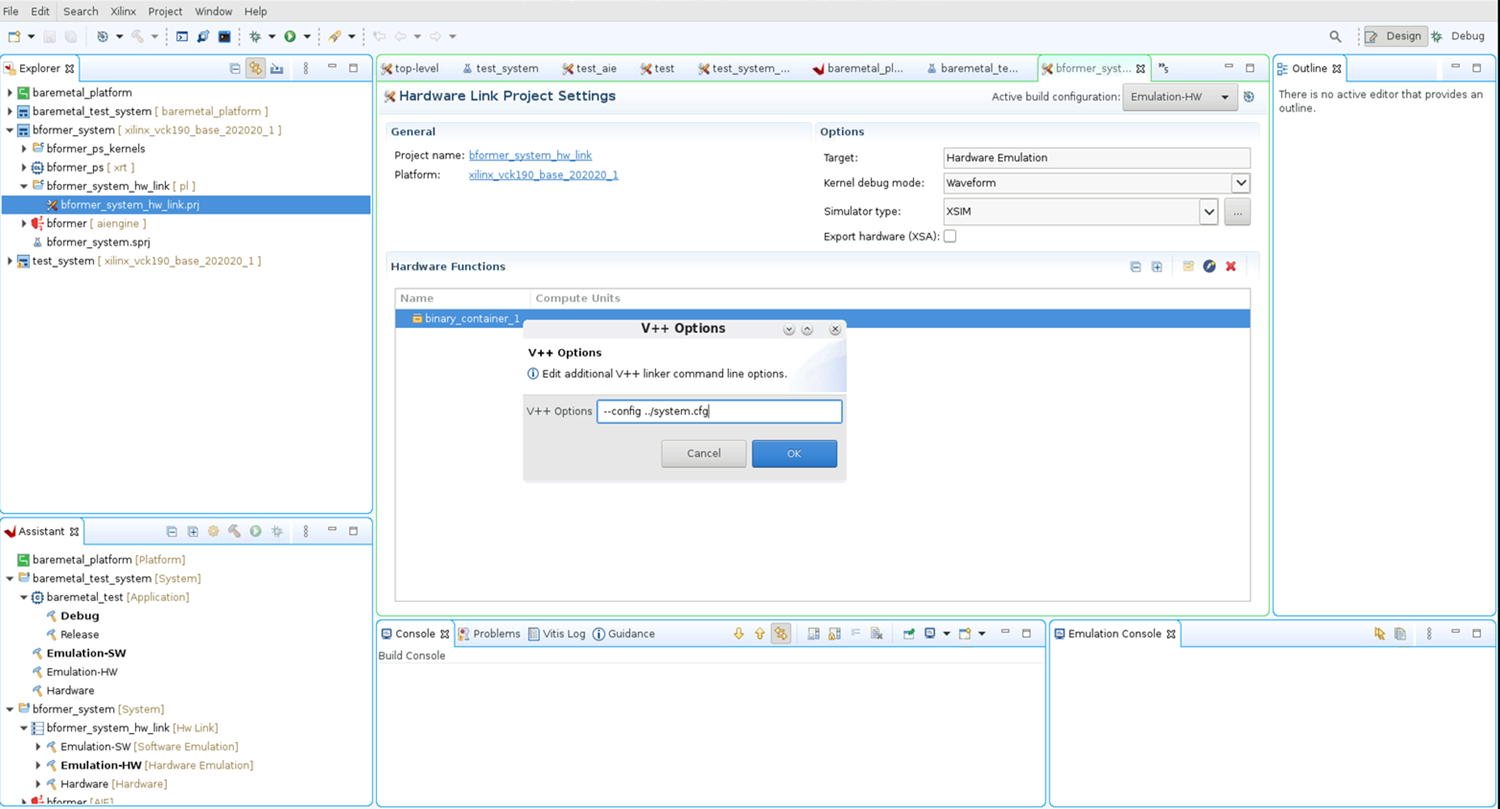 File Edit Search Xilinx Project Window Help
Design Debug
Explorer
baremetal_platform
baremetal_test_system [ baremetal_platform ]
bformer_system [ xilinx_vck190_base_202020_1 ]
bformer_ps_kernels
bformer_ps [ xrt ]
bformer_system_hw_link [ pl ]
bformer_system_hw_link.prj
bformer [ aiengine ]
bformer_system.sprj
test_system [ xilinx_vck190_base_202020_1 ]
top-level test_system test_aie test test_system_... baremetal_pl... baremetal_te... bformer_syst... »5
Hardware Link Project Settings
Active build configuration: Emulation-HW
General
Project name: bformer_system_hw_link
Platform: xilinx_vck190_base_202020_1
Options
Target: Hardware Emulation
Kernel debug mode: Waveform
Simulator type: XSIM ...
Export hardware (XSA):
Hardware Functions
Name Compute Units
binary_container_1
V++ Options
V++ Options
Edit additional V++ linker command line options.
V++ Options --config ../system.cfg
Cancel OK
Outline
There is no active editor that provides an
outline.
Assistant
baremetal_platform [Platform]
baremetal_test_system [System]
baremetal_test [Application]
Debug
Release
Emulation-SW
Emulation-HW
Hardware
bformer_system [System]
bformer_system_hw_link [Hw Link]
Emulation-SW [Software Emulation]
Emulation-HW [Hardware Emulation]
Hardware [Hardware]
bformer [AIE]
Console Problems Vitis Log Guidance
Build Console
Emulation Console